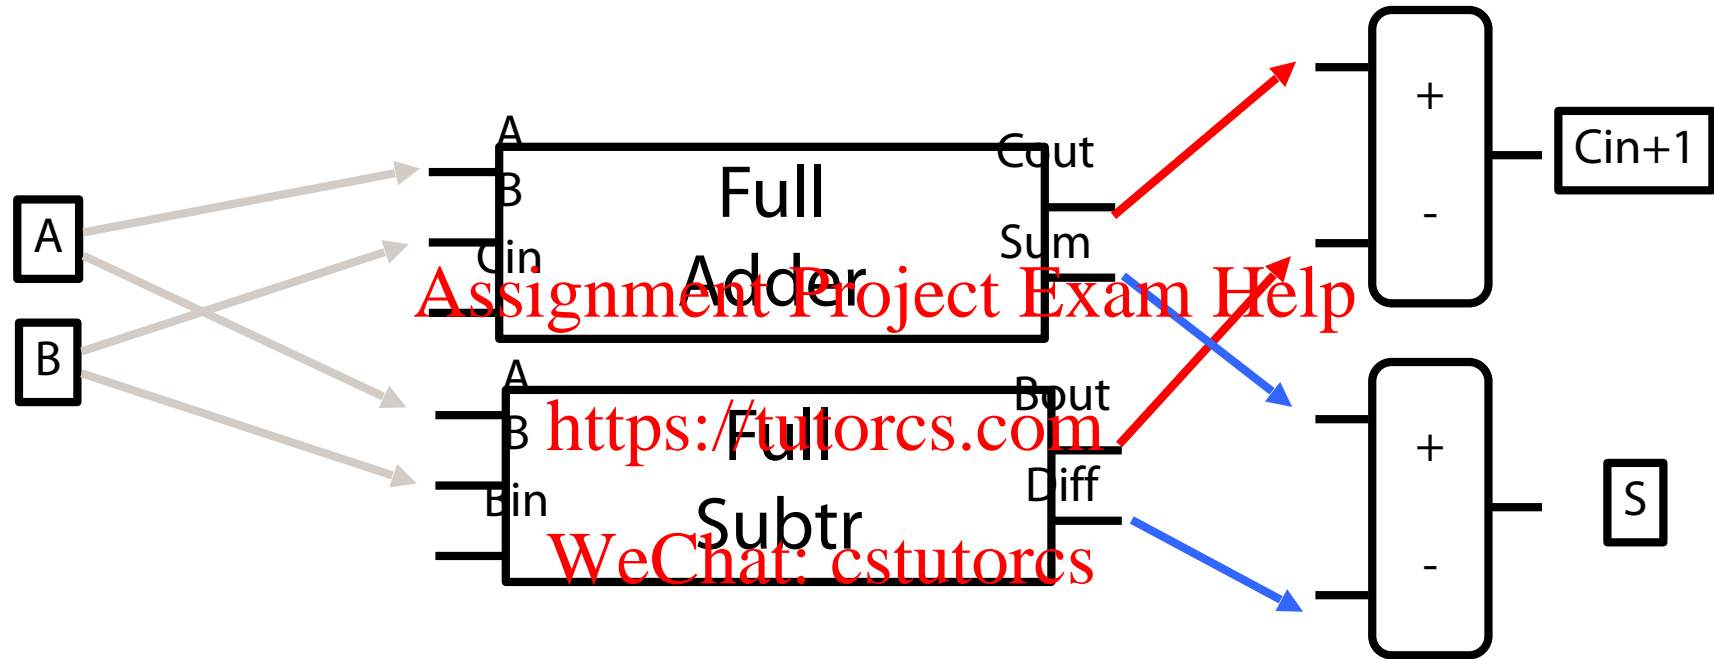 A
B
A
B
Cin
Full
Adder
Cout
Sum
A
B
Bin
Full
Subtr
Bout
Diff
+
-
Cin+1
+
-
S
Assignment Project Exam Help
https://tutorcs.com
WeChat: cstutorcs